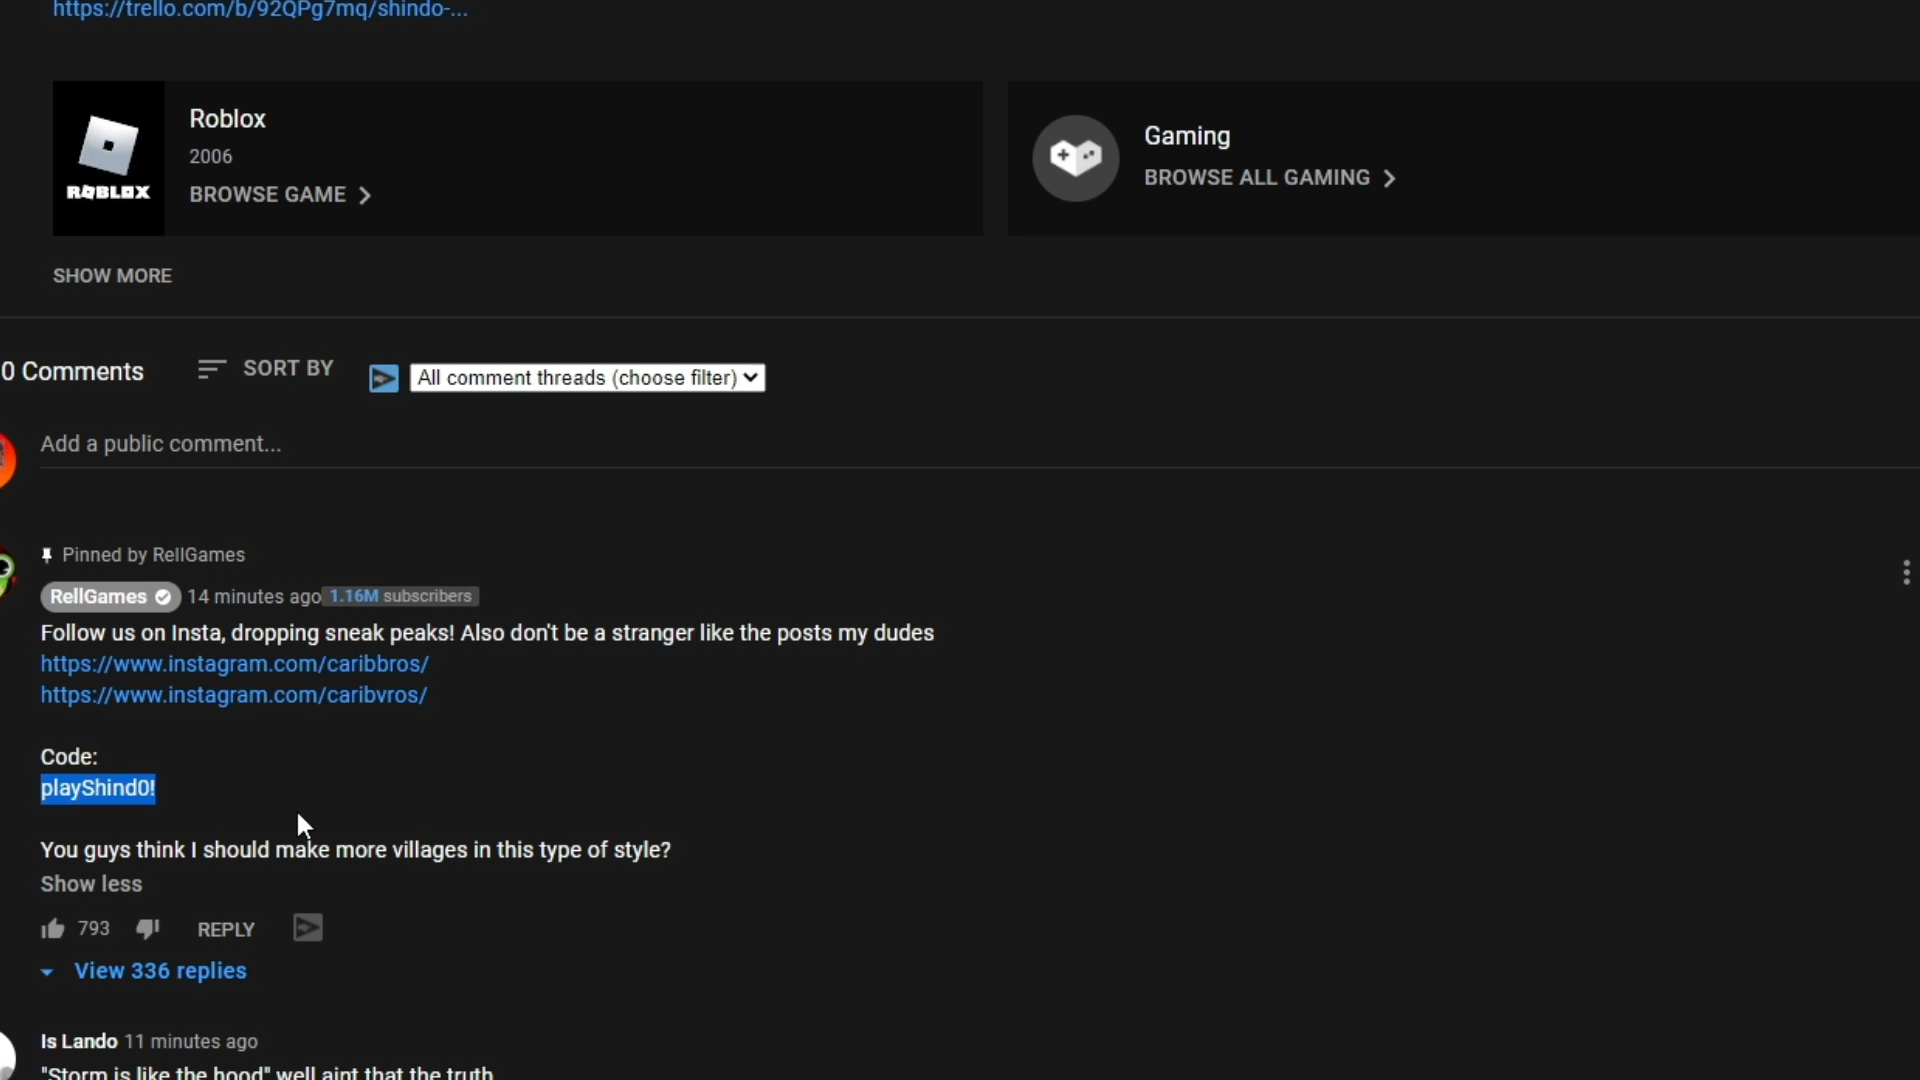 https://trello.com/b/92QPg7mq/shindo-...
Roblox
2006
BROWSE GAME
ROBLOX
Gaming
BROWSE ALL GAMING
SHOW MORE
0 Comments
SORT BY
All comment threads (choose filter)
Add a public comment...
Pinned by RellGames
RellGames 14 minutes ago 1.16M subscribers
Follow us on Insta, dropping sneak peaks! Also don't be a stranger like the posts my dudes
https://www.instagram.com/caribbros/
https://www.instagram.com/caribvros/
Code:
playShind0!
You guys think I should make more villages in this type of style?
Show less
793 REPLY
View 336 replies
Is Lando 11 minutes ago
"Storm is like the hood" well aint that the truth